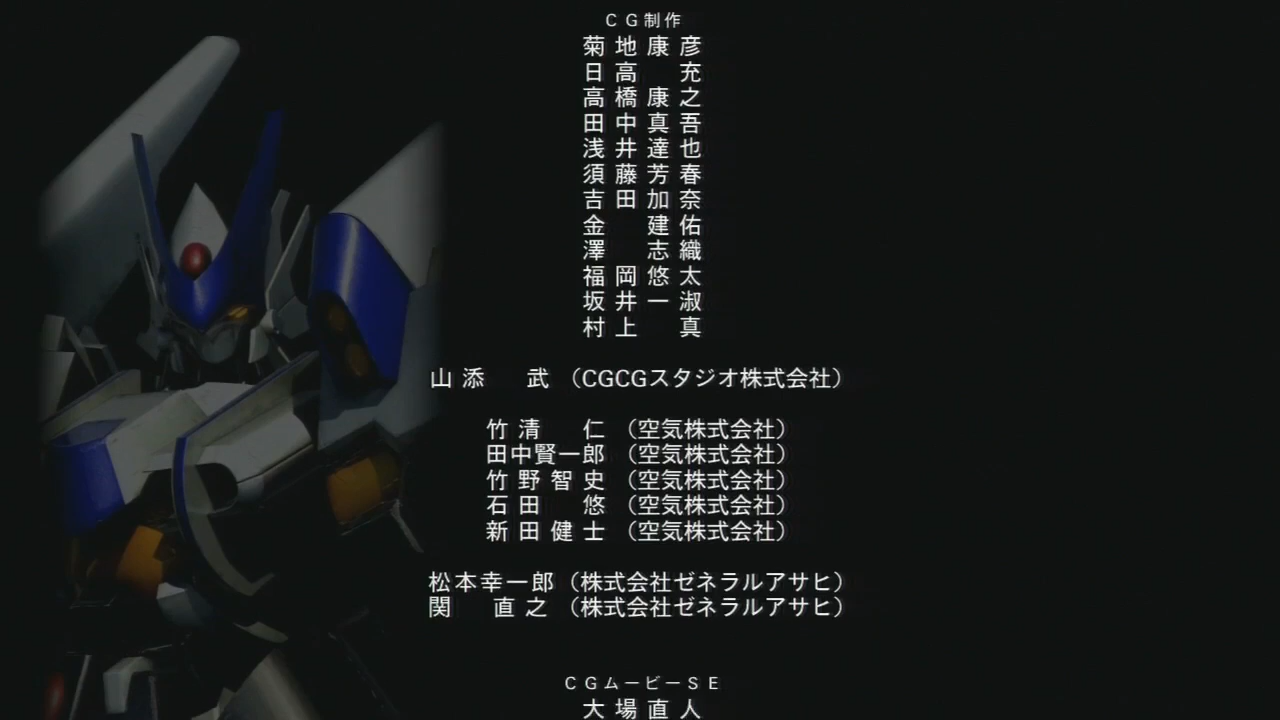 ＣＧ制作
菊地康彦
日高　充
高橋康之
田中真吾
浅井達也
須藤芳春
吉田加奈
金　建佑
澤　志織
福岡悠太
坂井一淑
村上　真
山添　武（CGCGスタジオ株式会社）
竹清　仁（空気株式会社）
田中賢一郎（空気株式会社）
竹野智史（空気株式会社）
石田　悠（空気株式会社）
新田健士（空気株式会社）
松本幸一郎（株式会社ゼネラルアサヒ）
関　直之（株式会社ゼネラルアサヒ）
ＣＧムービーＳＥ
大場直人